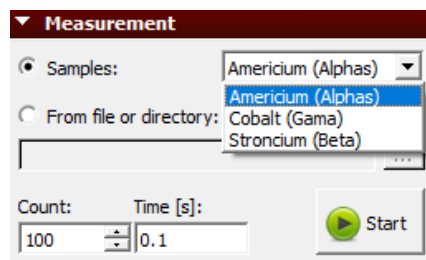 Measurement
Samples: Americium (Alphas)
Americium (Alphas)
From file or directory: Cobalt (Gama)
Stroncium (Beta)
...
Count: Time [s]:
100 0.1 Start